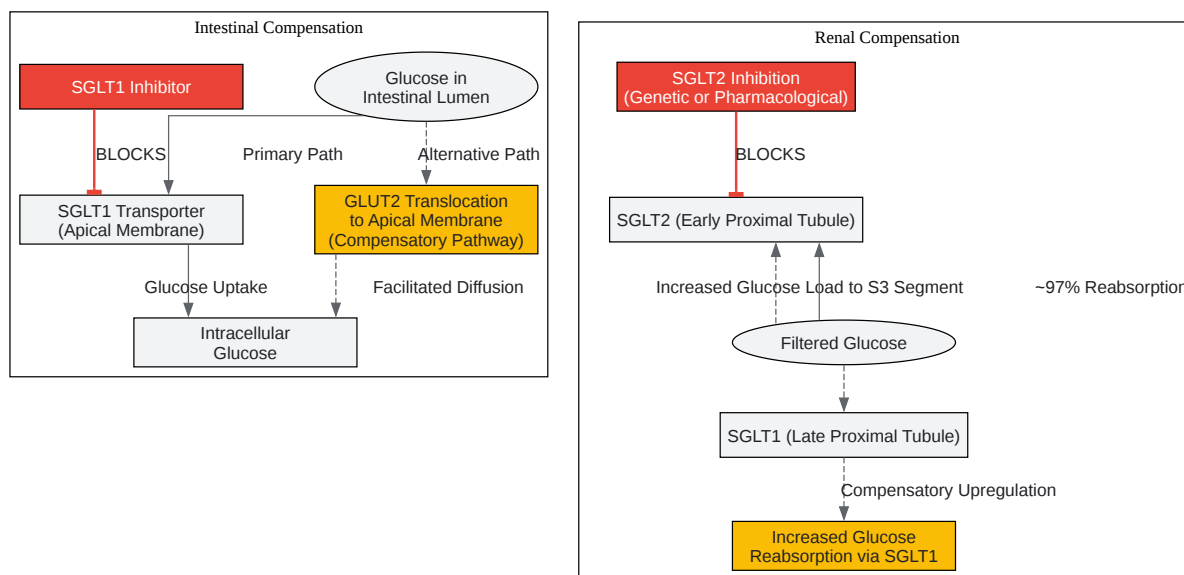 Intestinal Compensation
SGLT1 Inhibitor
Glucose in
Intestinal Lumen
BLOCKS
Primary Path
Alternative Path
SGLT1 Transporter
(Apical Membrane)
GLUT2 Translocation
to Apical Membrane
(Compensatory Pathway)
Glucose Uptake
Facilitated Diffusion
Intracellular
Glucose
Renal Compensation
SGLT2 Inhibition
(Genetic or Pharmacological)
BLOCKS
SGLT2 (Early Proximal Tubule)
Increased Glucose Load to S3 Segment
~97% Reabsorption
Filtered Glucose
SGLT1 (Late Proximal Tubule)
Compensatory Upregulation
Increased Glucose
Reabsorption via SGLT1